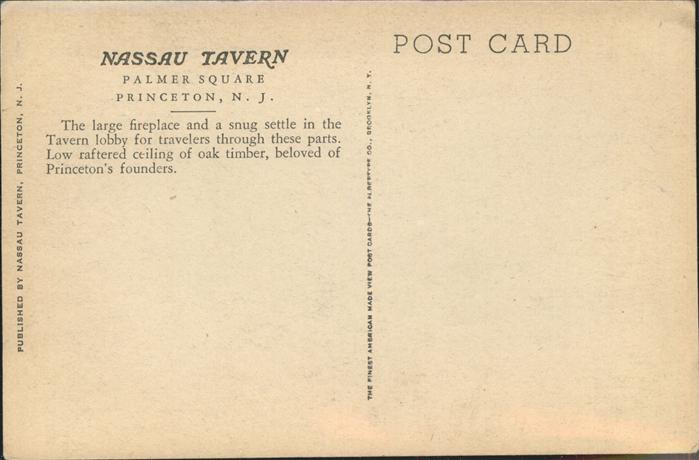 NASSAU TAVERN
PALMER SQUARE
PRINCETON, N. J.
The large fireplace and a snug settle in the
Tavern lobby for travelers through these parts.
Low raftered ceiling of oak timber, beloved of
Princeton's founders.
PUBLISHED BY NASSAU TAVERN, PRINCETON, N. J.
THE FINEST AMERICAN MADE VIEW POST CARDS—THE ALBERTYPE CO., BROOKLYN, N. Y.
POST CARD